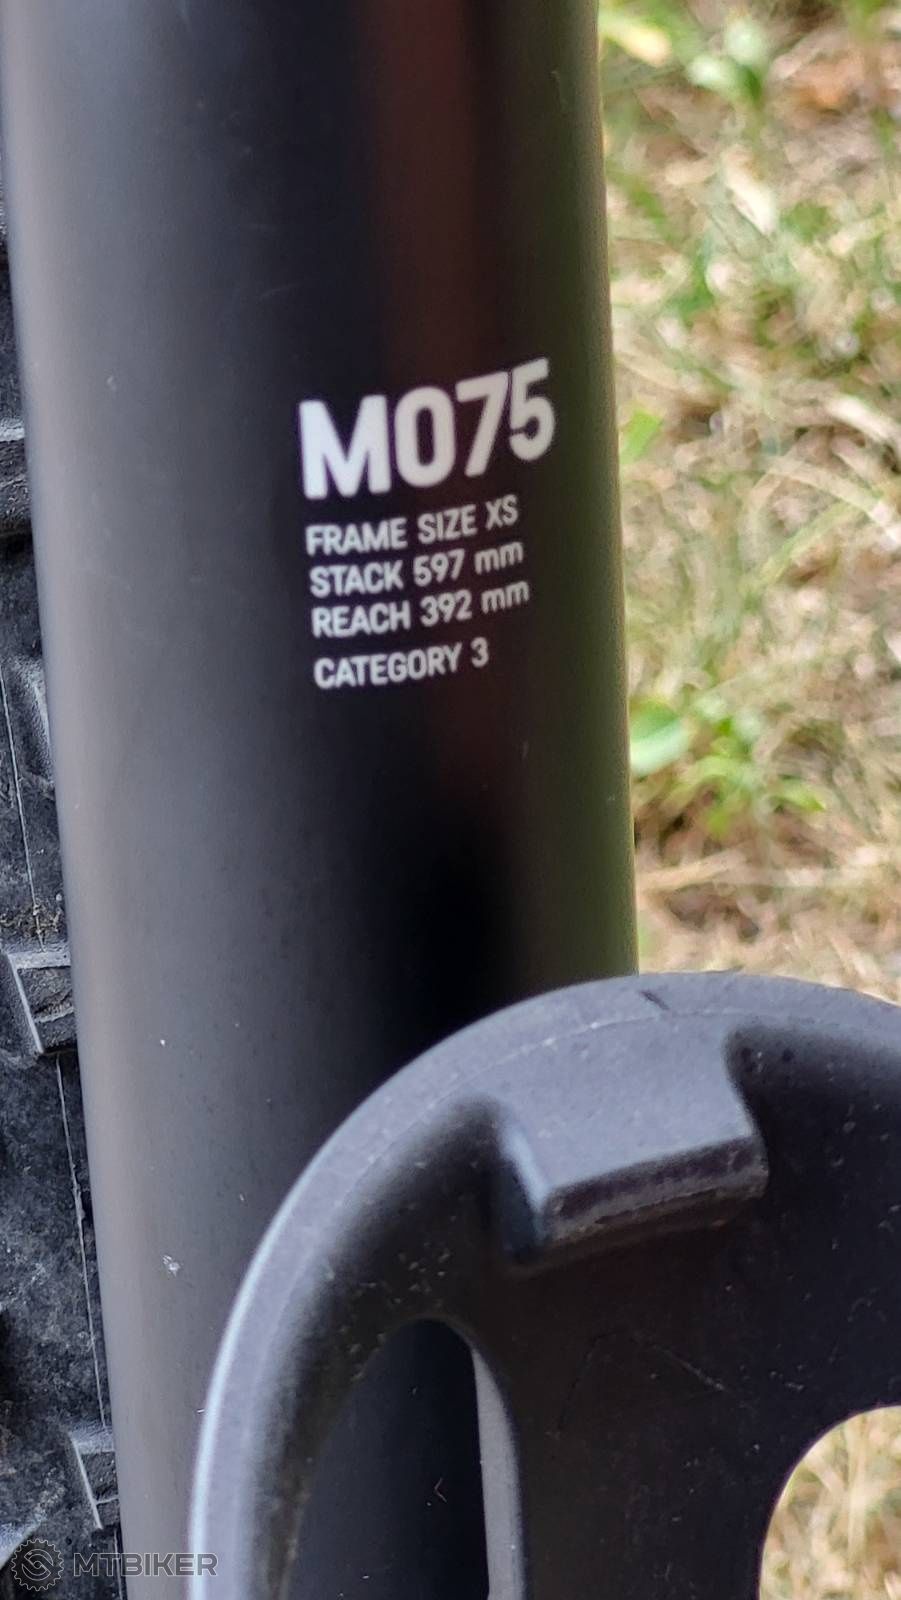 M075
FRAME SIZE XS
STACK 597 mm
REACH 392 mm
CATEGORY 3
MTBIKER